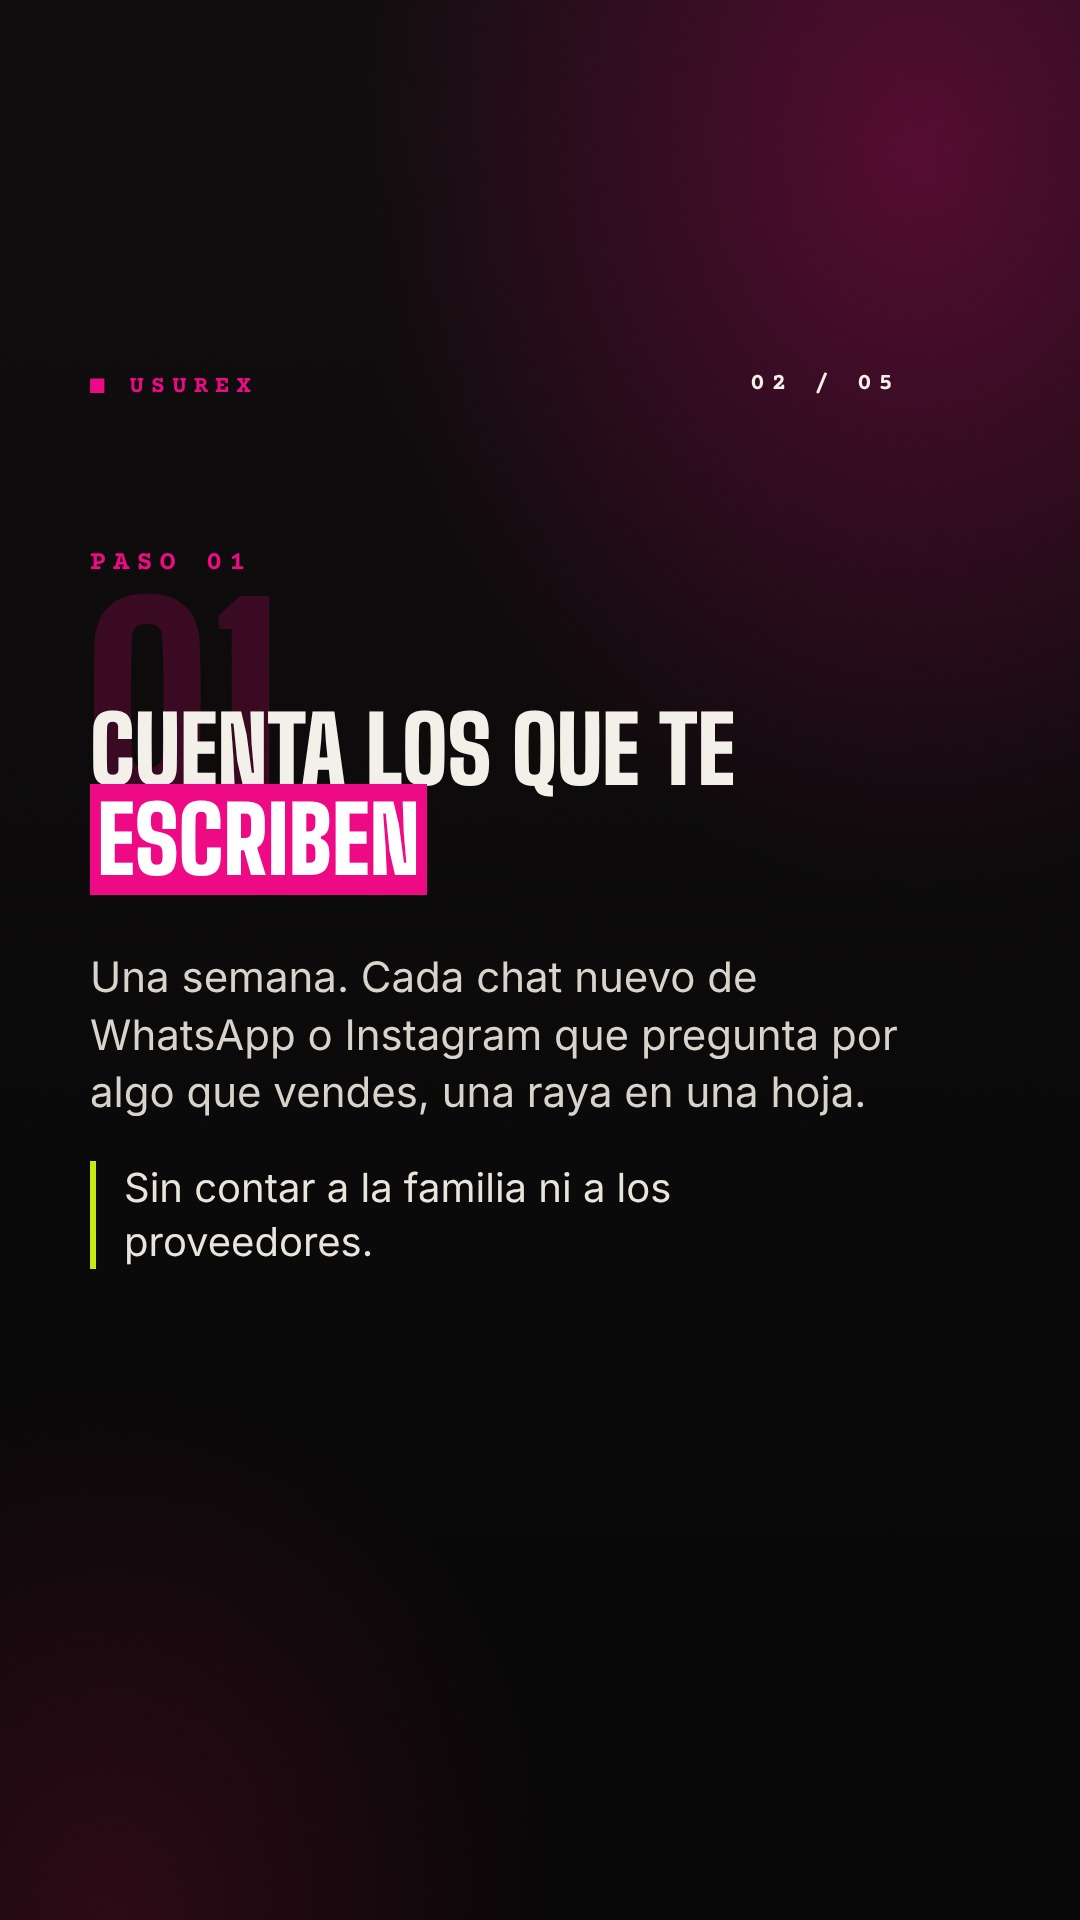 USUREX
02 / 05
PASO 01
01
CUENTA LOS QUE TE
ESCRIBEN
Una semana. Cada chat nuevo de
WhatsApp o Instagram que pregunta por
algo que vendes, una raya en una hoja.
Sin contar a la familia ni a los
proveedores.